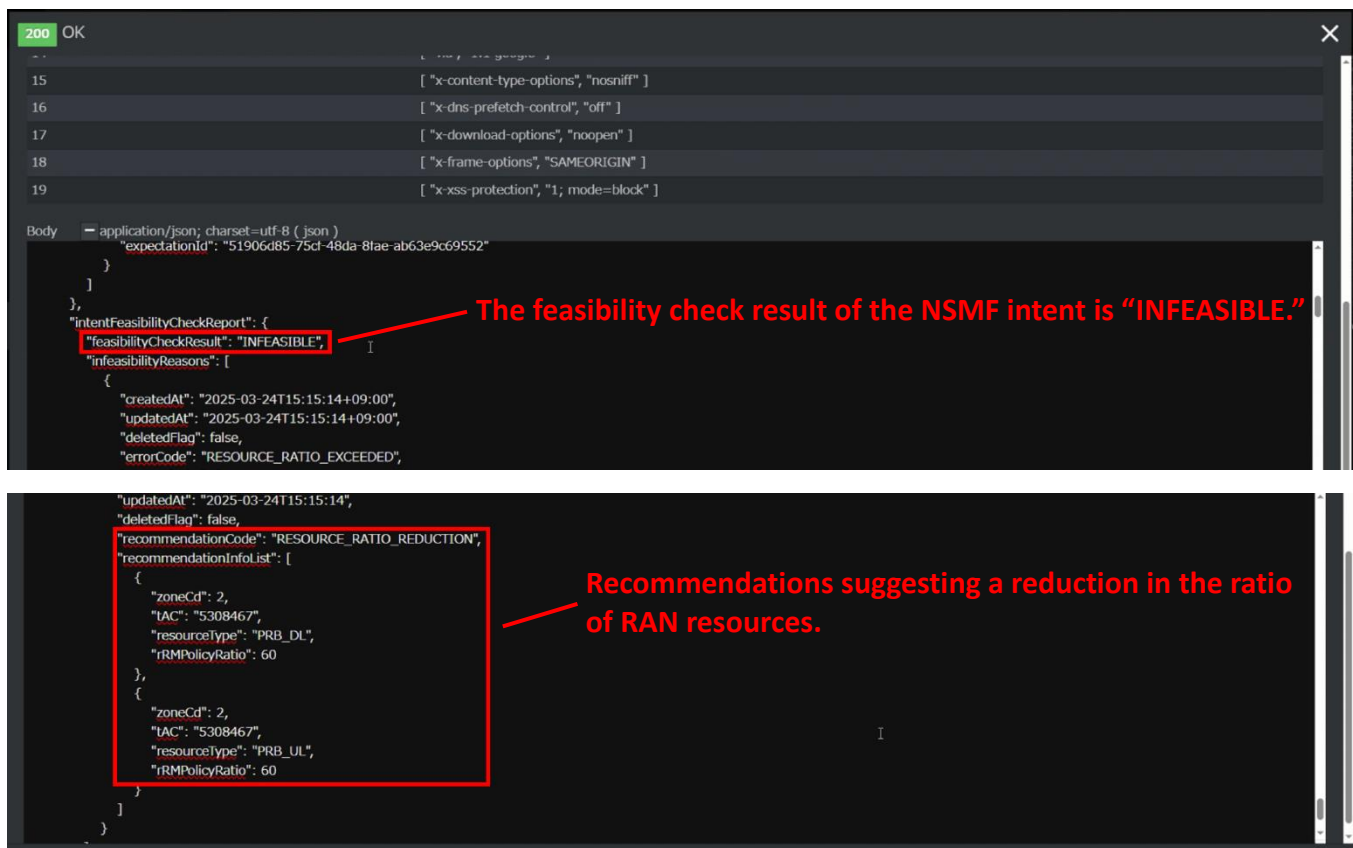 200 OK
15 [ "x-content-type-options", "nosniff" ]
16 [ "x-dns-prefetch-control", "off" ]
17 [ "x-download-options", "noopen" ]
18 [ "x-frame-options", "SAMEORIGIN" ]
19 [ "x-xss-protection", "1; mode=block" ]
Body application/json; charset=utf-8 ( json )
"expectationId": "51906d85-75cf-48da-8fae-ab63e9c69552"
}
]
},
The feasibility check result of the NSMF intent is “INFEASIBLE.”
"intentFeasibilityCheckReport": {
"feasibilityCheckResult": "INFEASIBLE",
"infeasibilityReasons": [
{
"createdAt": "2025-03-24T15:15:14+09:00",
"updatedAt": "2025-03-24T15:15:14+09:00",
"deletedFlag": false,
"errorCode": "RESOURCE_RATIO_EXCEEDED",
"updatedAt": "2025-03-24T15:15:14",
"deletedFlag": false,
"recommendationCode": "RESOURCE_RATIO_REDUCTION",
"recommendationInfoList": [
{
"zoneCd": 2,
"tAC": "5308467",
"resourceType": "PRB_DL",
"rRMPolicyRatio": 60
},
{
"zoneCd": 2,
"tAC": "5308467",
"resourceType": "PRB_UL",
"rRMPolicyRatio": 60
}
]
}
Recommendations suggesting a reduction in the ratio
of RAN resources.